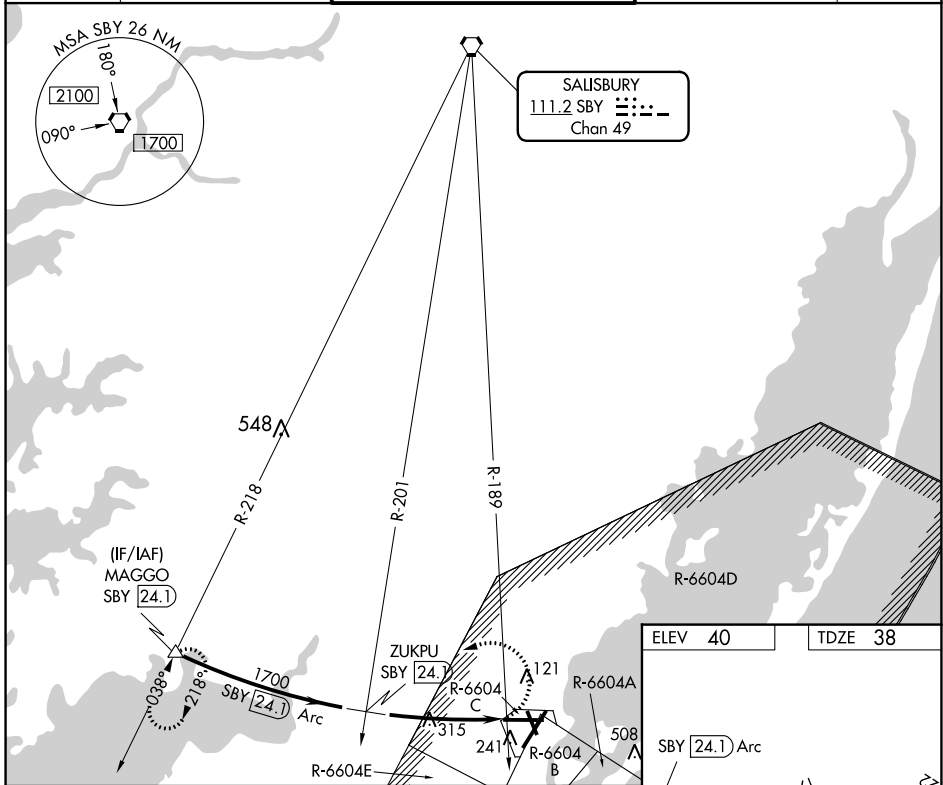 MSA SBY 26 NM
180°
2100
090°
1700
SALISBURY
111.2 SBY
Chan 49
548
R-218
R-201
R-189
(IF/IAF)
MAGGO
SBY 24.1
R-6604D
ELEV 40
TDZE 38
ZUKPU
SBY 24.1
1700
SBY 24.1 Arc
038°
218°
R-6604
C
121
R-6604A
315
241
R-6604
B
508
SBY 24.1 Arc
R-6604E